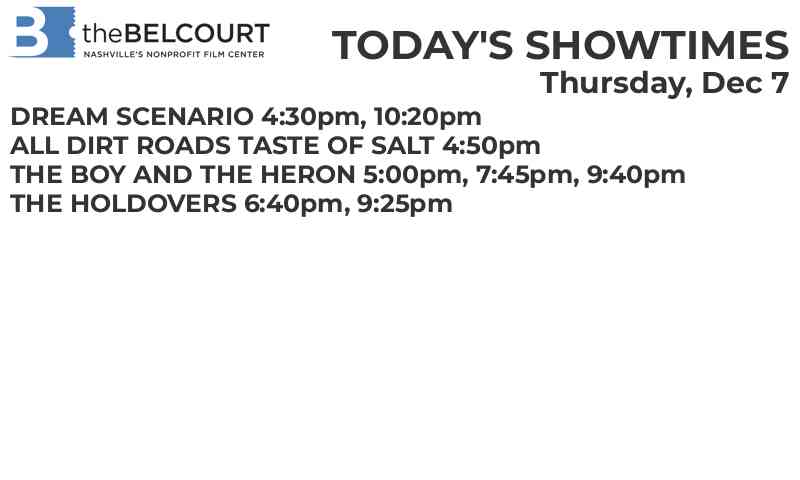 B theBELCOURT
NASHVILLE'S NONPROFIT FILM CENTER
TODAY'S SHOWTIMES
Thursday, Dec 7
DREAM SCENARIO 4:30pm, 10:20pm
ALL DIRT ROADS TASTE OF SALT 4:50pm
THE BOY AND THE HERON 5:00pm, 7:45pm, 9:40pm
THE HOLDOVERS 6:40pm, 9:25pm